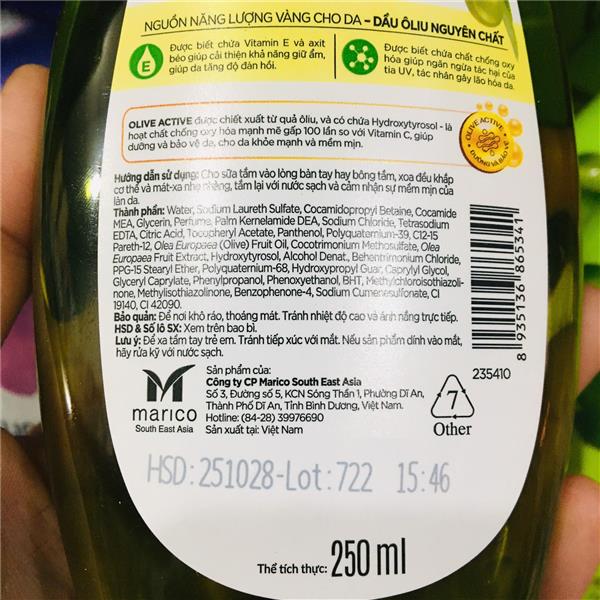 NGUỒN NĂNG LƯỢNG VÀNG CHO DA - DẦU ÔLIU NGUYÊN CHẤT
Được biết chứa Vitamin E và axit
béo giúp cải thiện khả năng giữ ẩm,
giúp da tăng độ đàn hồi.
E
Được biết chứa chất chống oxy
hóa giúp ngăn ngừa tác hại của
tia UV, tác nhân gây lão hóa da.
OLIVE ACTIVE được chiết xuất từ quả ôliu, và có chứa Hydroxytyrosol - là
hoạt chất chống oxy hóa mạnh mẽ gấp 100 lần so với Vitamin C, giúp
dưỡng và bảo vệ da, cho da khỏe mạnh và mềm mịn.
OLIVE ACTIVE
DƯỠNG VÀ BẢO VỆ
Hướng dẫn sử dụng: Cho sữa tắm vào lòng bàn tay hay bông tắm, xoa đều khắp
cơ thể và mát-xa nhẹ nhàng, tắm lại với nước sạch và cảm nhận sự mềm mịn của
làn da.
Thành phần: Water, Sodium Laureth Sulfate, Cocamidopropyl Betaine, Cocamide
MEA, Glycerin, Perfume, Palm Kernelamide DEA, Sodium Chloride, Tetrasodium
EDTA, Citric Acid, Tocopheryl Acetate, Panthenol, Polyquaternium-39, C12-15
Pareth-12, Olea Europaea (Olive) Fruit Oil, Cocotrimonium Methosulfate, Olea
Europaea Fruit Extract, Hydroxytyrosol, Alcohol Denat., Behentrimonium Chloride,
PPG-15 Stearyl Ether, Polyquaternium-68, Hydroxypropyl Guar, Caprylyl Glycol,
Glyceryl Caprylate, Phenylpropanol, Phenoxyethanol, BHT, Methylchloroisothiazoli-
none, Methylisothiazolinone, Benzophenone-4, Sodium Cumenesulfonate, CI
19140, CI 42090.
Bảo quản: Để nơi khô ráo, thoáng mát. Tránh nhiệt độ cao và ánh nắng trực tiếp.
HSD & Số lô SX: Xem trên bao bì.
Lưu ý: Để xa tầm tay trẻ em. Tránh tiếp xúc với mắt. Nếu sản phẩm dính vào mắt,
hãy rửa kỹ với nước sạch.
8935136865341
235410
marico
South East Asia
Sản phẩm của:
Công ty CP Marico South East Asia
Số 3, Đường số 5, KCN Sóng Thần 1, Phường Dĩ An,
Thành Phố Dĩ An, Tỉnh Bình Dương, Việt Nam.
Hotline: (84-28) 39976690
Sản xuất tại: Việt Nam
7
Other
HSD: 251028-Lot: 722 15:46
Thể tích thực: 250 ml